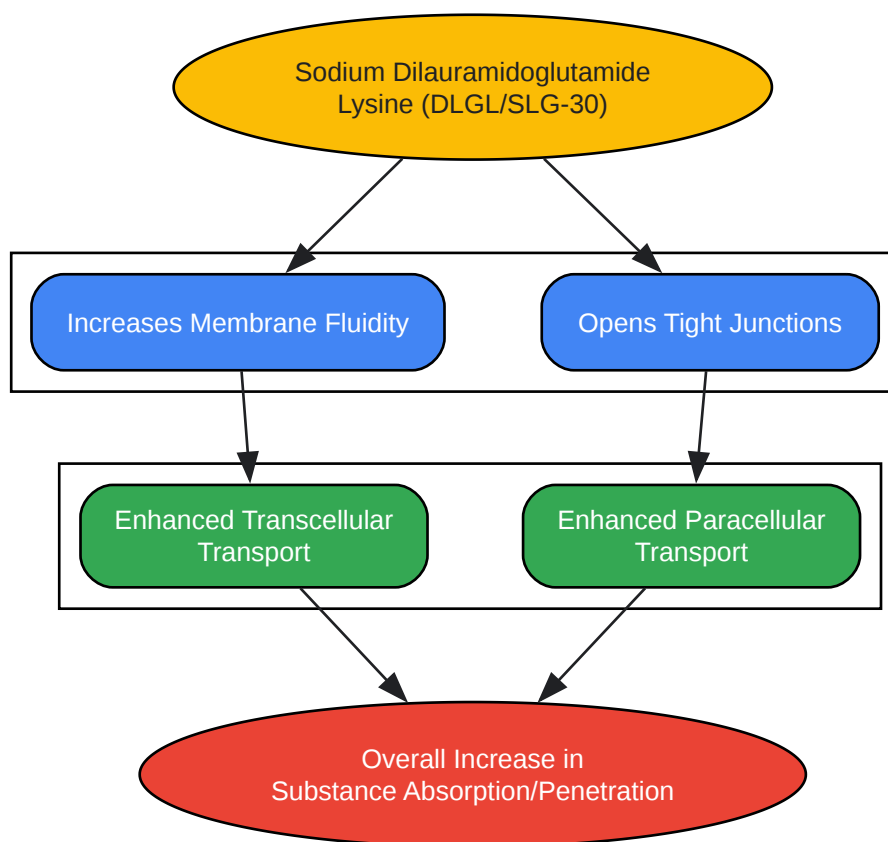 Sodium Dilauramidoglutamide
Lysine (DLGL/SLG-30)
Increases Membrane Fluidity
Opens Tight Junctions
Enhanced Transcellular
Transport
Enhanced Paracellular
Transport
Overall Increase in
Substance Absorption/Penetration